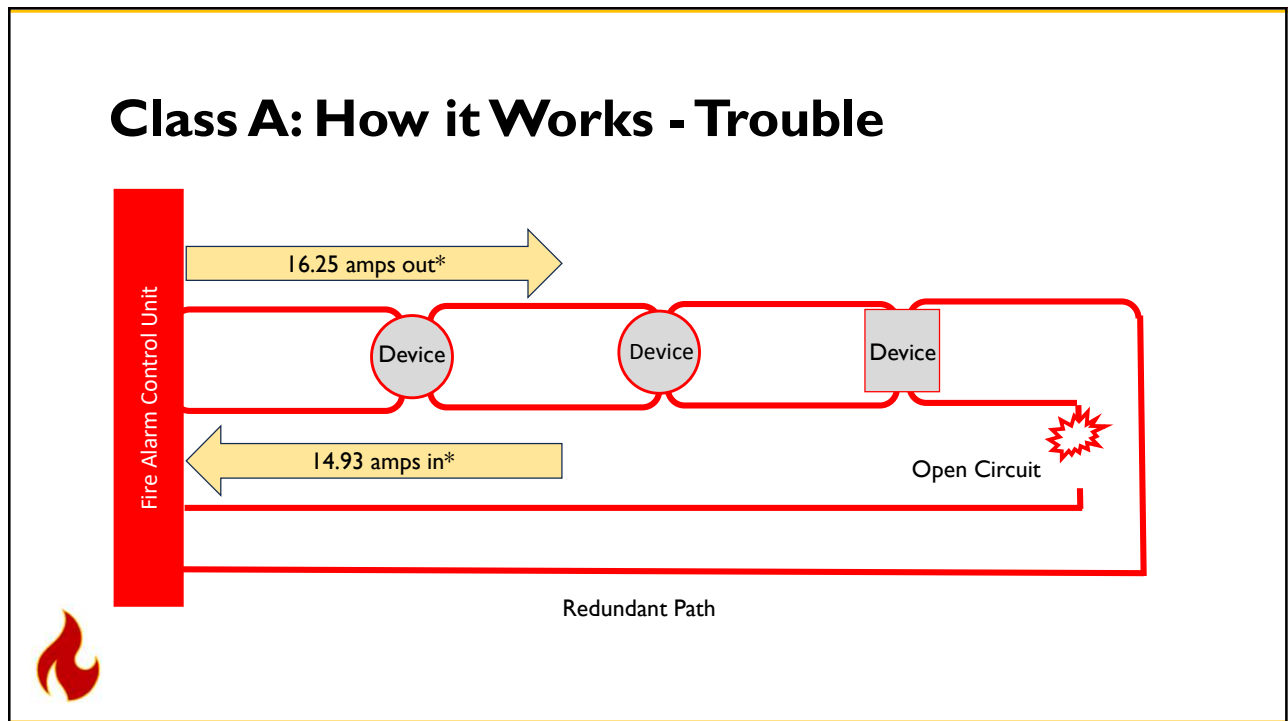 Class A: How it Works - Trouble
Fire Alarm Control Unit
16.25 amps out*
Device
Device
Device
14.93 amps in*
Open Circuit
Redundant Path